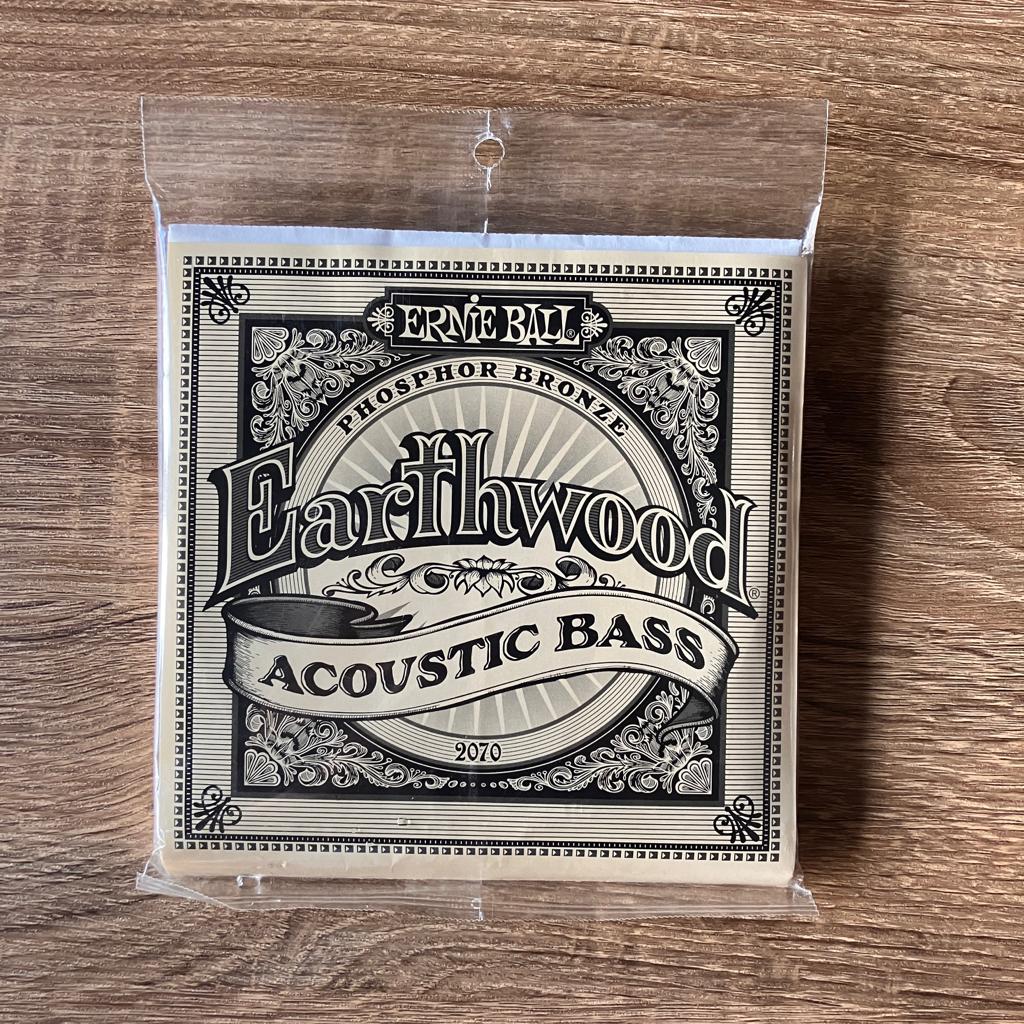 ERNIE BALL®
PHOSPHOR BRONZE
Earthwood®
ACOUSTIC BASS
2070